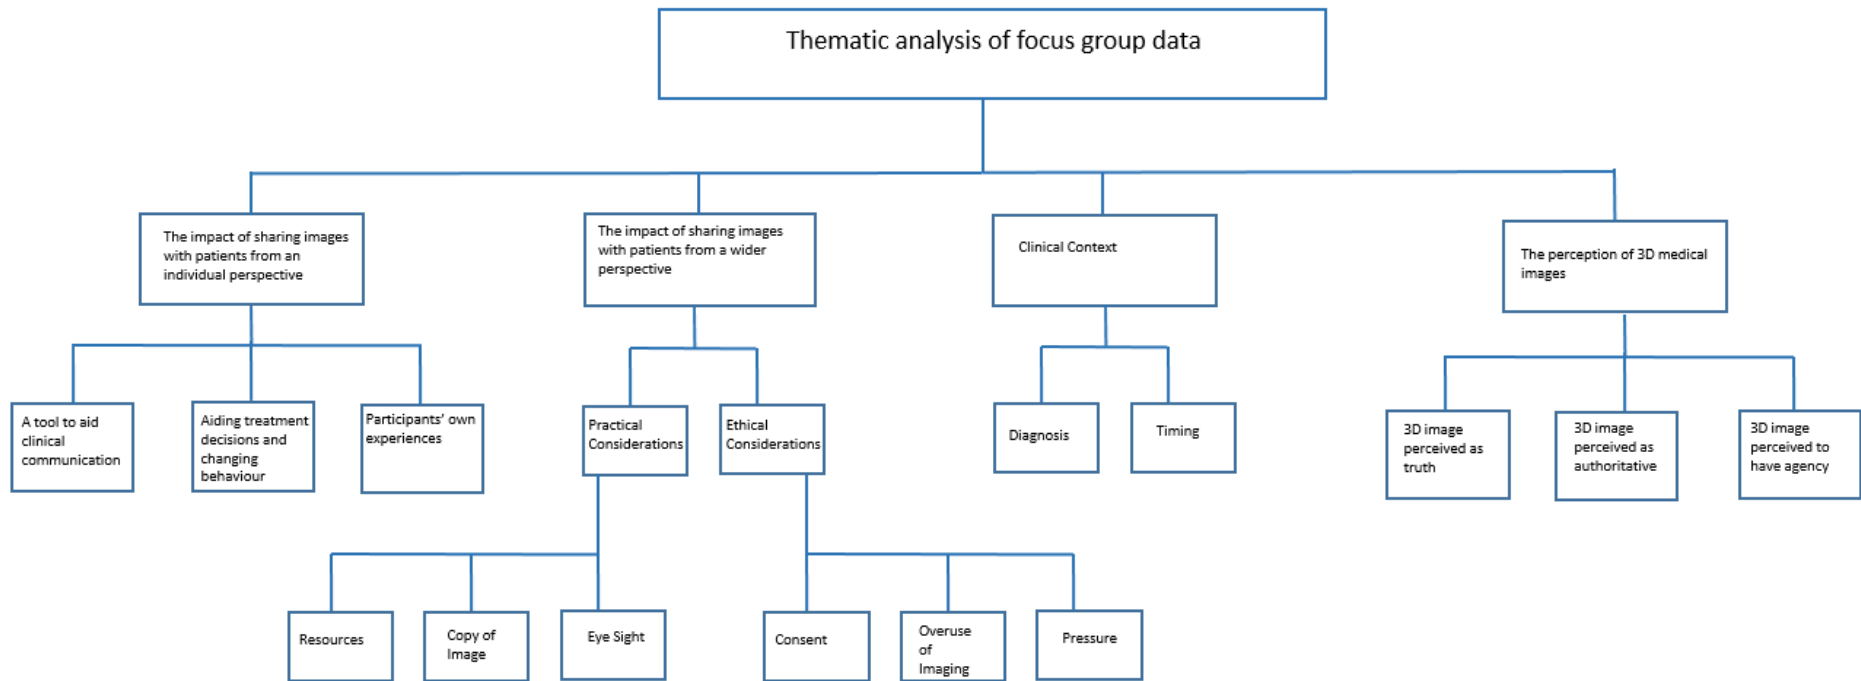 Thematic analysis of focus group data
The impact of sharing images
with patients from an
individual perspective
The impact of sharing images
with patients from a wider
perspective
Clinical Context
The perception of 3D medical
images
A tool to aid
clinical
communication
Aiding treatment
decisions and
changing
behaviour
Participants’ own
experiences
Practical
Considerations
Ethical
Considerations
Diagnosis
Timing
3D image
perceived as
truth
3D image
perceived as
authoritative
3D image
perceived to
have agency
Resources
Copy of
Image
Eye Sight
Consent
Overuse
of
Imaging
Pressure